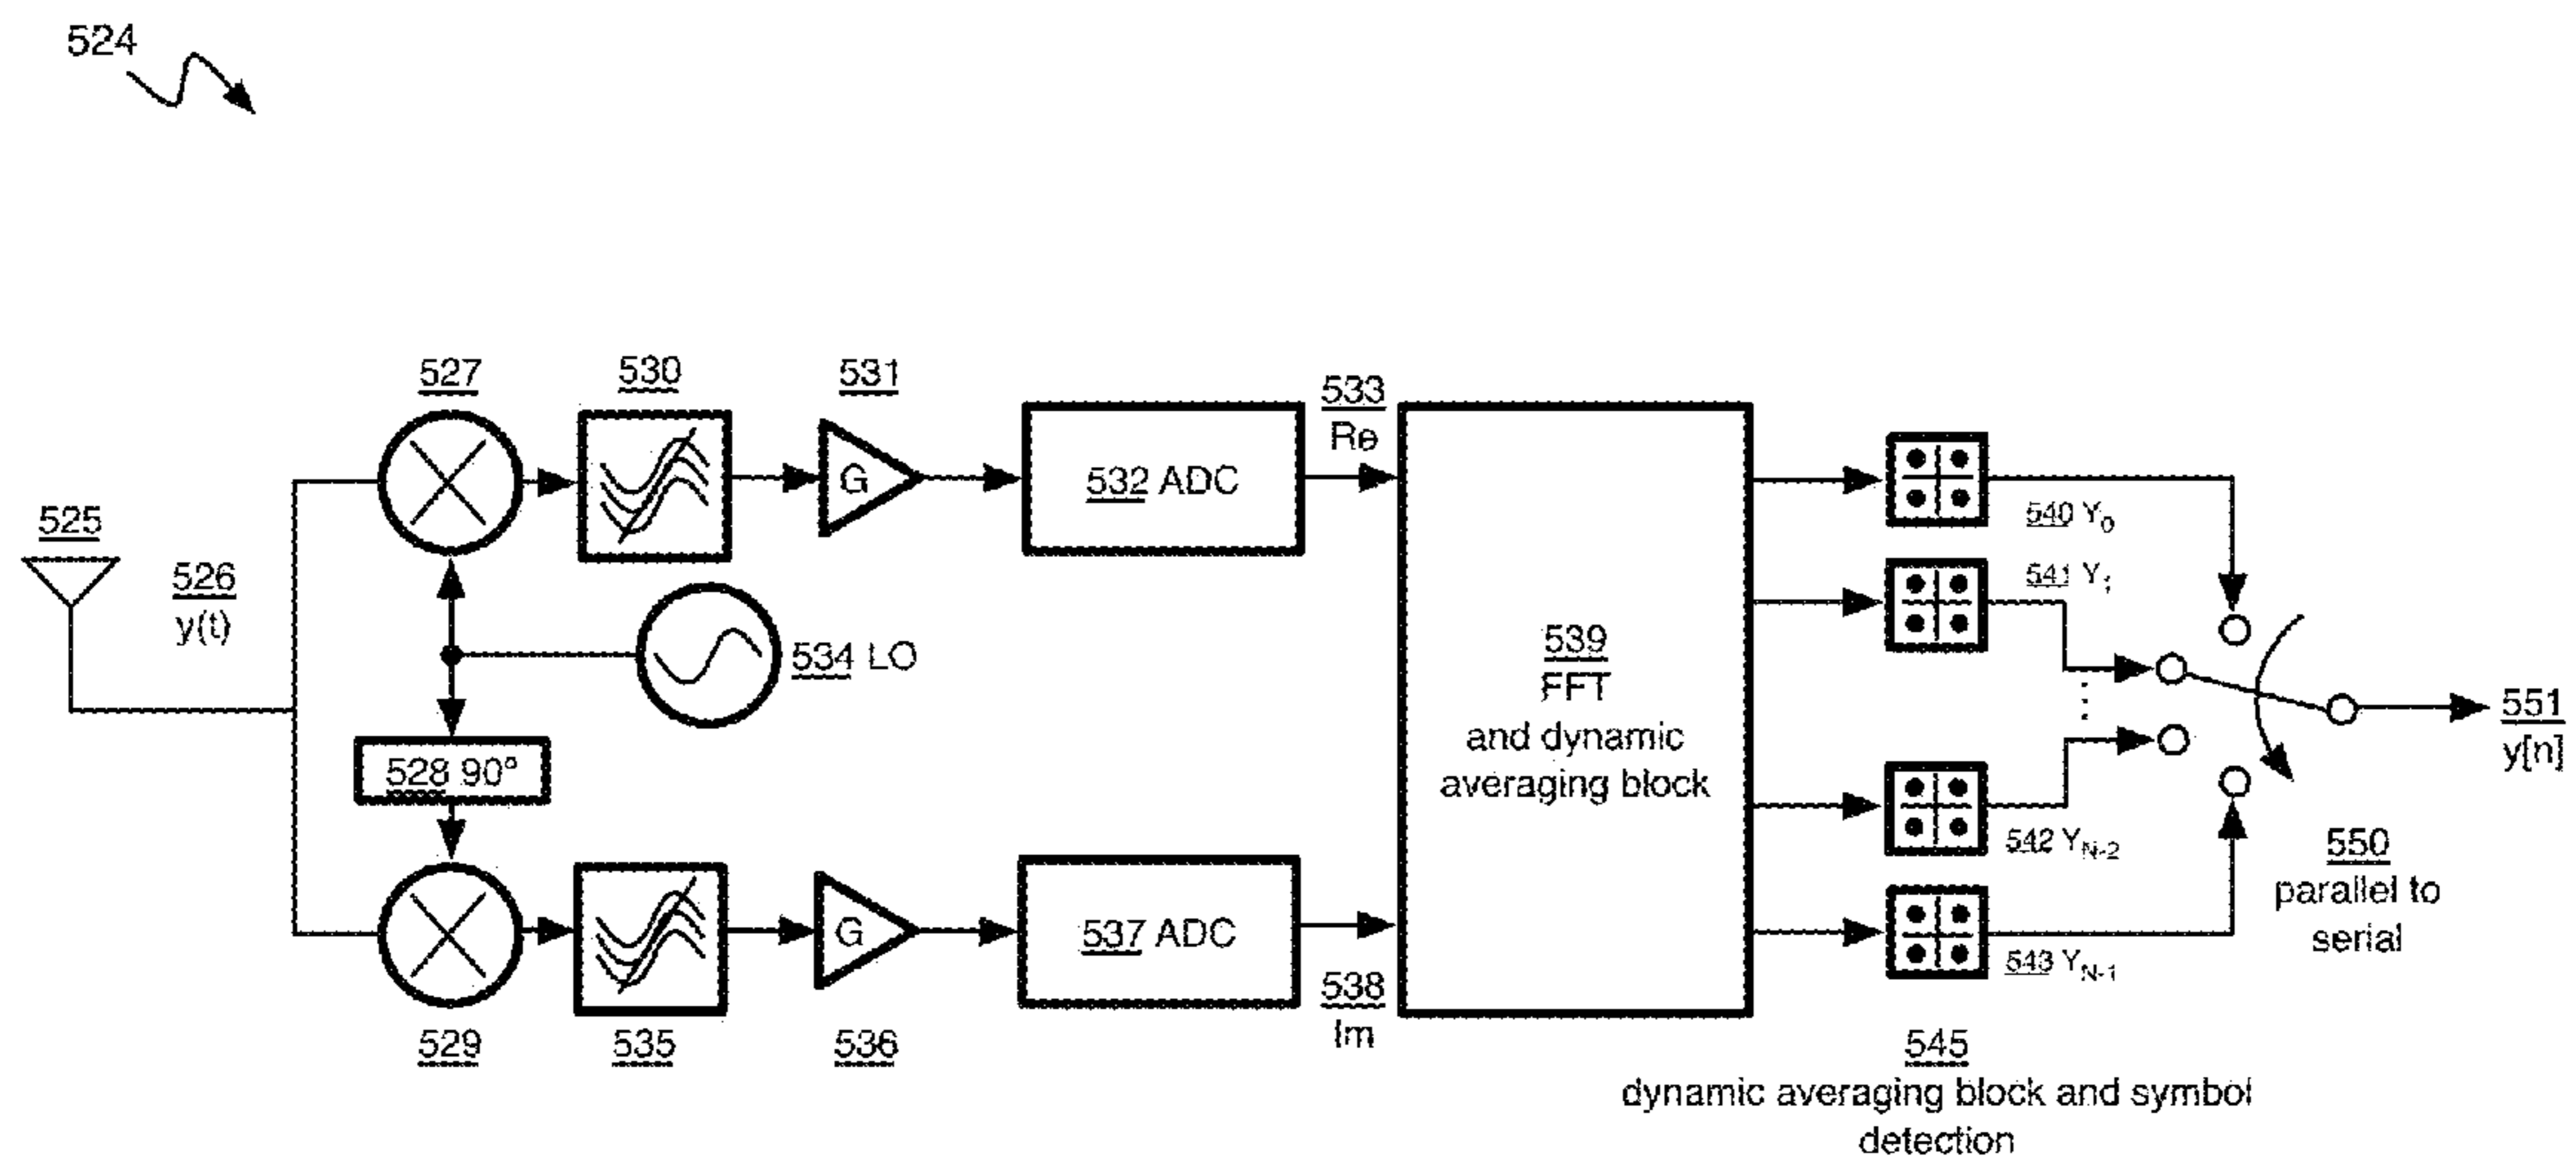 524
527
530
531
533
Re
532 ADC
G
525
526
y(t)
534 LO
528 90°
539
FFT
and dynamic
averaging block
540 Y0
541 Y1
542 YN-2
543 YN-1
551
y[n]
550
parallel to
serial
G
537 ADC
538
Im
529
535
536
545
dynamic averaging block and symbol
detection